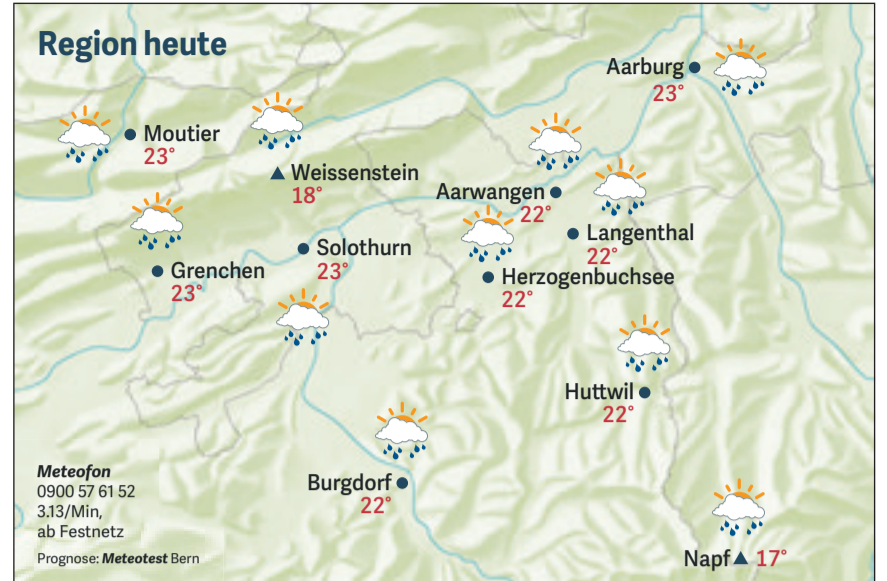 Region heute
Aarburg
23°
Moutier
23°
Weissenstein
18°
Aarwangen
22°
Langenthal
22°
Solothurn
23°
Grenchen
23°
Herzogenbuchsee
22°
Huttwil
22°
Burgdorf
22°
Napf 17°
Meteofon
0900 57 61 52
3.13/Min,
ab Festnetz
Prognose: Meteotest Bern